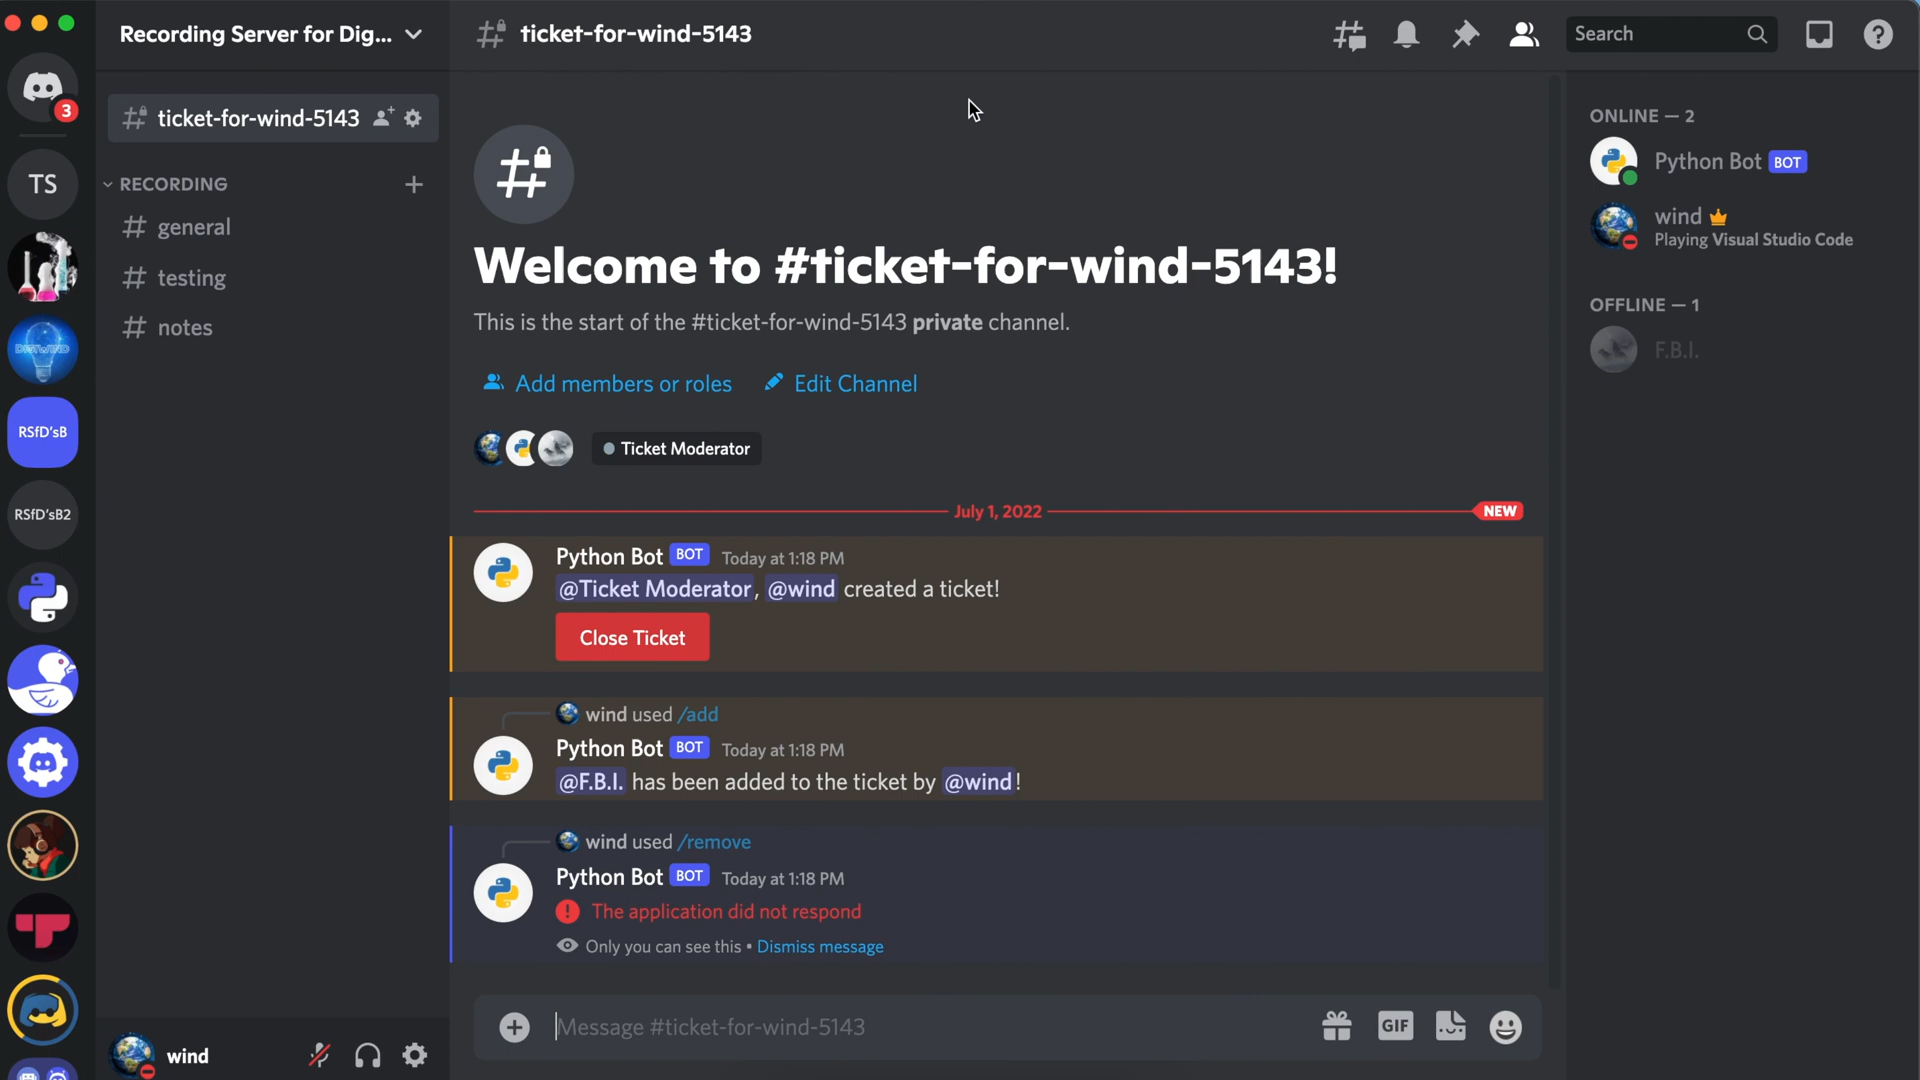 Recording Server for Dig...
ticket-for-wind-5143
Search
3
ticket-for-wind-5143
TS
RECORDING
general
testing
notes
DIGIWIND
RSfD'sB
RSfD'sB2
Welcome to #ticket-for-wind-5143!
This is the start of the #ticket-for-wind-5143 private channel.
Add members or roles
Edit Channel
Ticket Moderator
July 1, 2022
NEW
Python Bot BOT Today at 1:18 PM
@Ticket Moderator, @wind created a ticket!
Close Ticket
wind used /add
Python Bot BOT Today at 1:18 PM
@F.B.I. has been added to the ticket by @wind!
wind used /remove
Python Bot BOT Today at 1:18 PM
The application did not respond
Only you can see this • Dismiss message
Message #ticket-for-wind-5143
GIF
wind
ONLINE — 2
Python Bot BOT
wind
Playing Visual Studio Code
OFFLINE — 1
F.B.I.